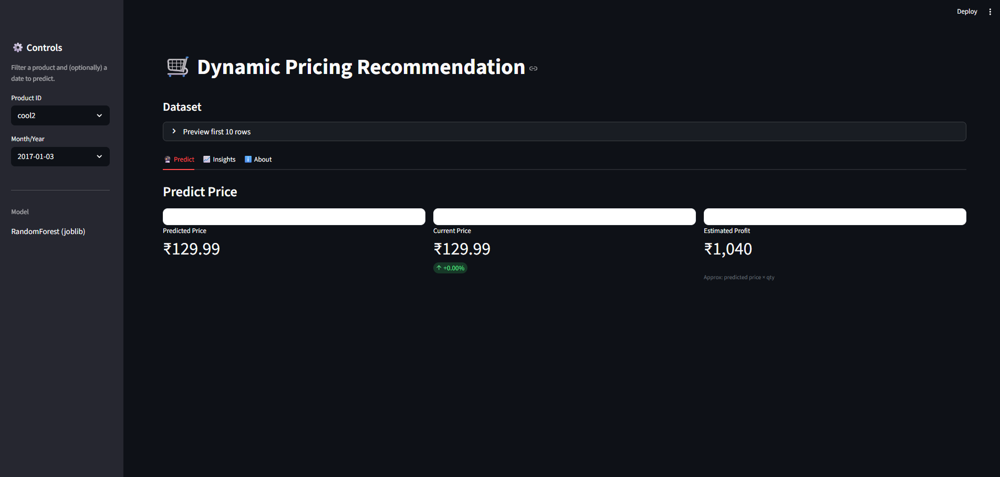 Deploy
Controls
Filter a product and (optionally) a
date to predict.
Product ID
cool2
Month/Year
2017-01-03
Model
RandomForest (joblib)
Dynamic Pricing Recommendation
Dataset
Preview first 10 rows
Predict Insights About
Predict Price
Predicted Price
₹129.99
Current Price
₹129.99
↑ +0.00%
Estimated Profit
₹1,040
Approx: predicted price × qty